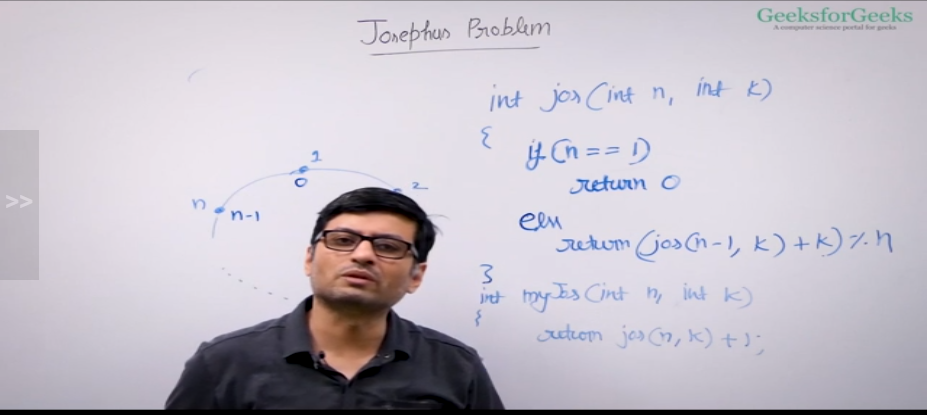 GeeksforGeeks
A computer science portal for geeks
Josephus Problem
int jos(int n, int k)
{
if(n == 1)
return 0
else
return (jos(n-1, k) + k) % n
}
int myJos(int n, int k)
{
return jos(n, k) + 1;
1
0
2
n
n-1
>>